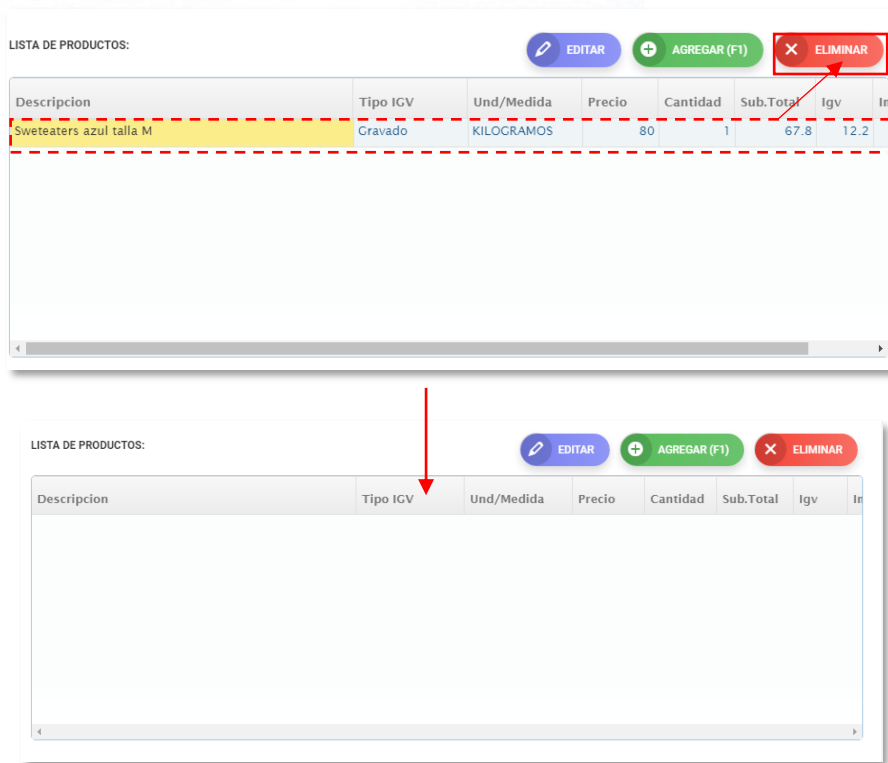 LISTA DE PRODUCTOS:
EDITAR
AGREGAR (F1)
ELIMINAR
Descripcion Tipo IGV Und/Medida Precio Cantidad Sub.Total Igv
Sweteaters azul talla M Gravado KILOGRAMOS 80 1 67.8 12.2
LISTA DE PRODUCTOS:
EDITAR
AGREGAR (F1)
ELIMINAR
Descripcion Tipo IGV Und/Medida Precio Cantidad Sub.Total Igv